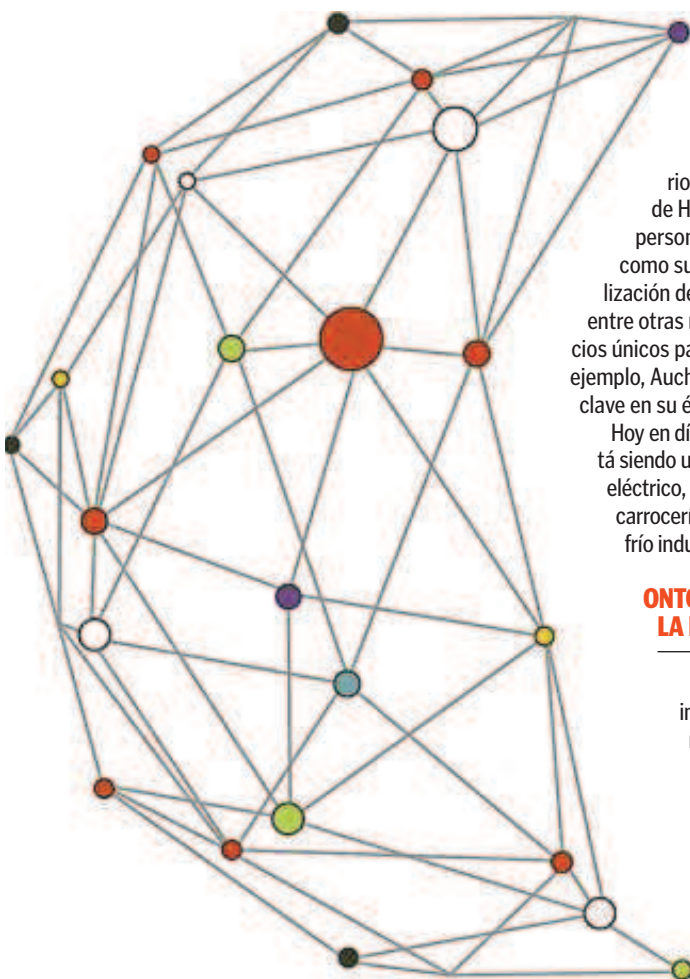 rio
de H
persor
como su
lización de
entre otras
cios únicos pa
ejemplo, Auch
clave en su é
Hoy en dí
tá siendo u
eléctrico,
carrocerí
frío indu
ONTO
LA
in